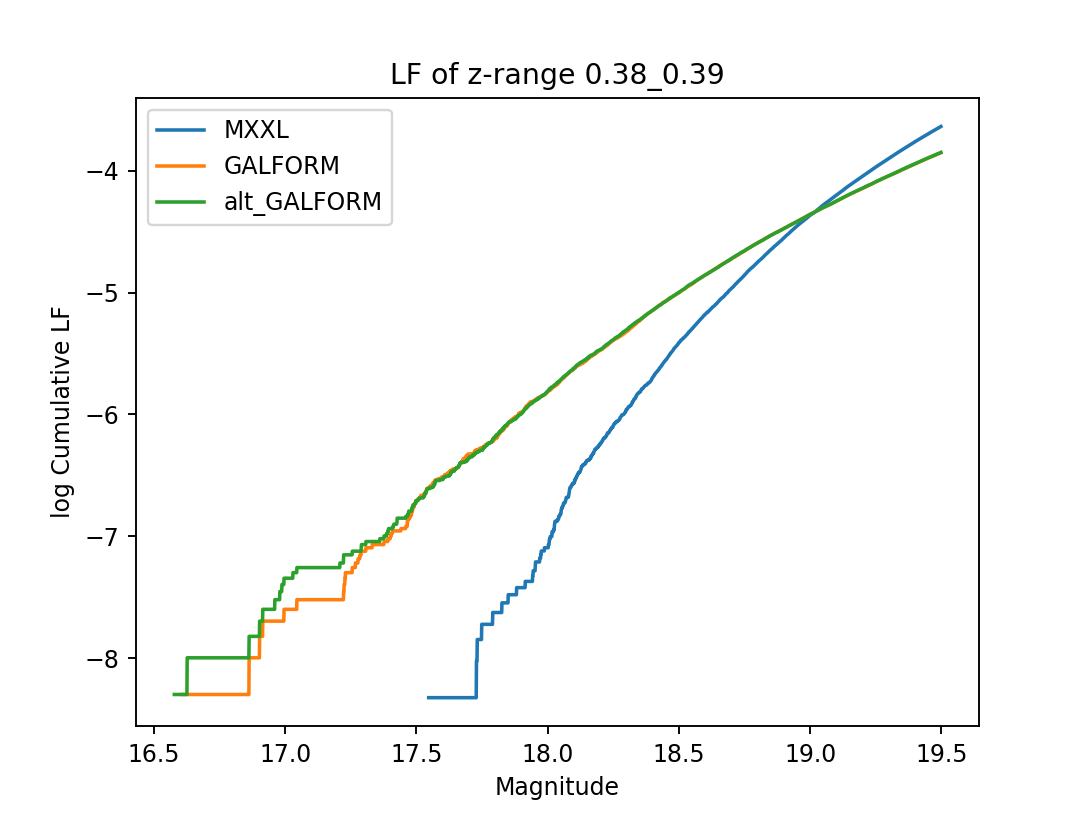 LF of z-range 0.38_0.39
MXXL
GALFORM
alt_GALFORM
log Cumulative LF
−4
−5
−6
−7
−8
16.5 17.0 17.5 18.0 18.5 19.0 19.5
Magnitude